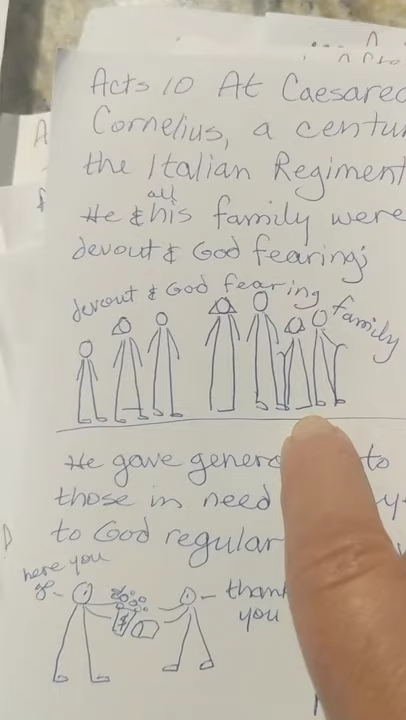 Acts 10 At Caesarea
Cornelius, a centur
the Italian Regiment
all
He & his family were
devout & God fearing;
devout & God fearing family
He gave genero to
those in need y
to God regular
here you
go-
$
- thank
you